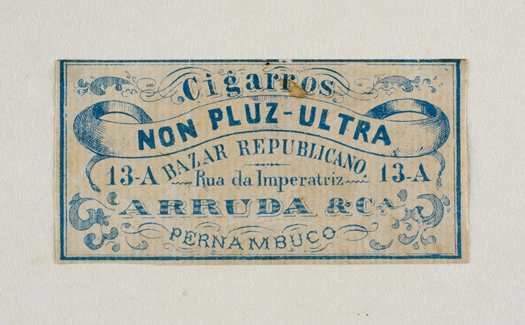 Cigarros
NON PLUZ-ULTRA
BAZAR REPUBLICANO
13-A Rua da Imperatriz 13-A
ARRUDA & CA
PERNAMBUCO